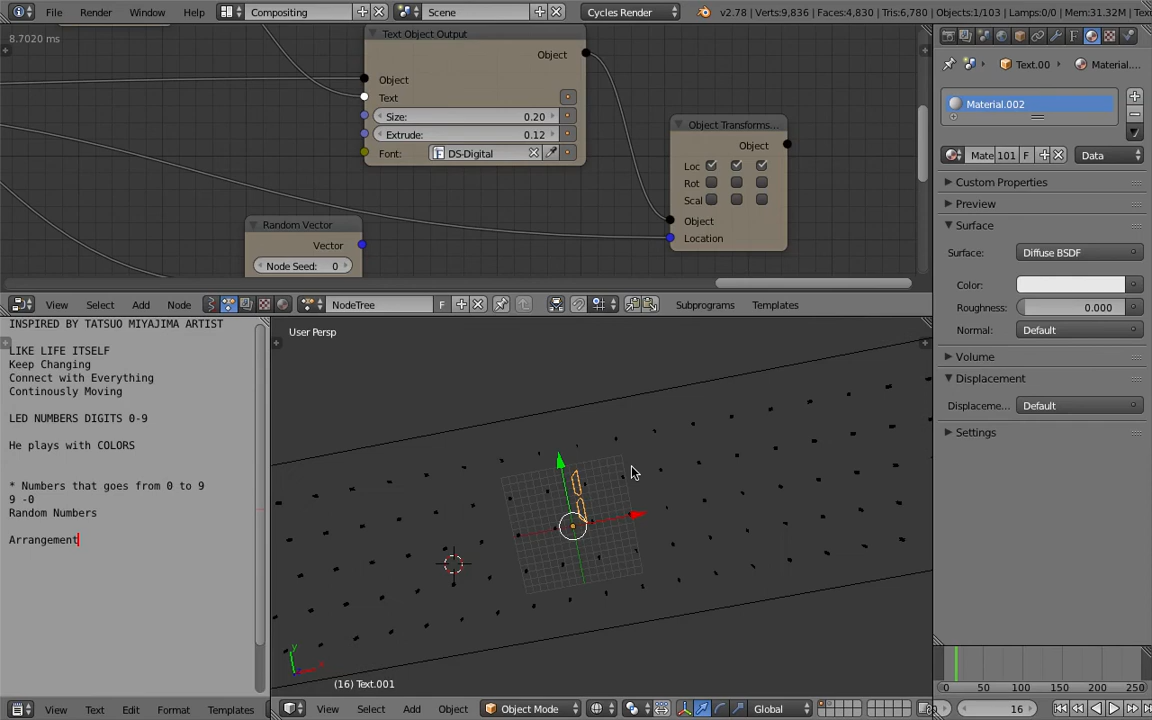 File Render Window Help Compositing Scene Cycles Render v2.78 | Verts:9,836 | Faces:4,830 | Tris:6,780 | Objects:1/103 | Lamps:0/0 | Mem:31.32M
8.7020 ms
Text Object Output
Object
Object
Text
Size: 0.20
Extrude: 0.12
Font: DS-Digital
Random Vector
Vector
Node Seed: 0
Object Transforms...
Object
Loc
Rot
Scal
Object
Location
View Select Add Node NodeTree F Subprograms Templates
INSPIRED BY TATSUO MIYAJIMA ARTIST
LIKE LIFE ITSELF
Keep Changing
Connect with Everything
Continously Moving
LED NUMBERS DIGITS 0-9
He plays with COLORS
* Numbers that goes from 0 to 9
9 -0
Random Numbers
Arrangement
View Text Edit Format Templates
User Persp
y
(16) Text.001
View Select Add Object Object Mode Global
Text.00 Material....
Material.002
Mate 101 F Data
Custom Properties
Preview
Surface
Surface: Diffuse BSDF
Color:
Roughness: 0.000
Normal: Default
Volume
Displacement
Displaceme... Default
Settings
0 50 100 150 200 250
16